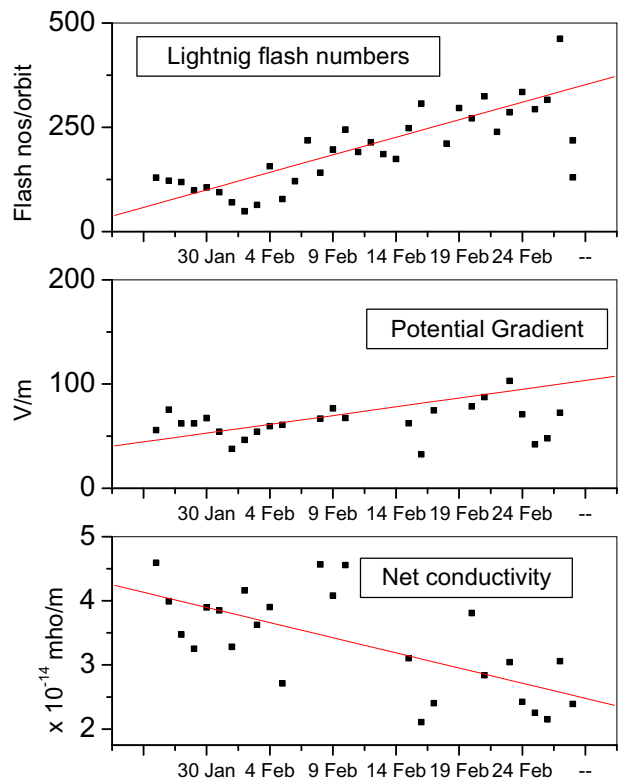 500
Lightnig flash numbers
Flash nos/orbit
250
0
30 Jan 4 Feb 9 Feb 14 Feb 19 Feb 24 Feb --
200
Potential Gradient
V/m
100
0
30 Jan 4 Feb 9 Feb 14 Feb 19 Feb 24 Feb --
5
Net conductivity
4
x 10⁻¹⁴ mho/m
3
2
30 Jan 4 Feb 9 Feb 14 Feb 19 Feb 24 Feb --